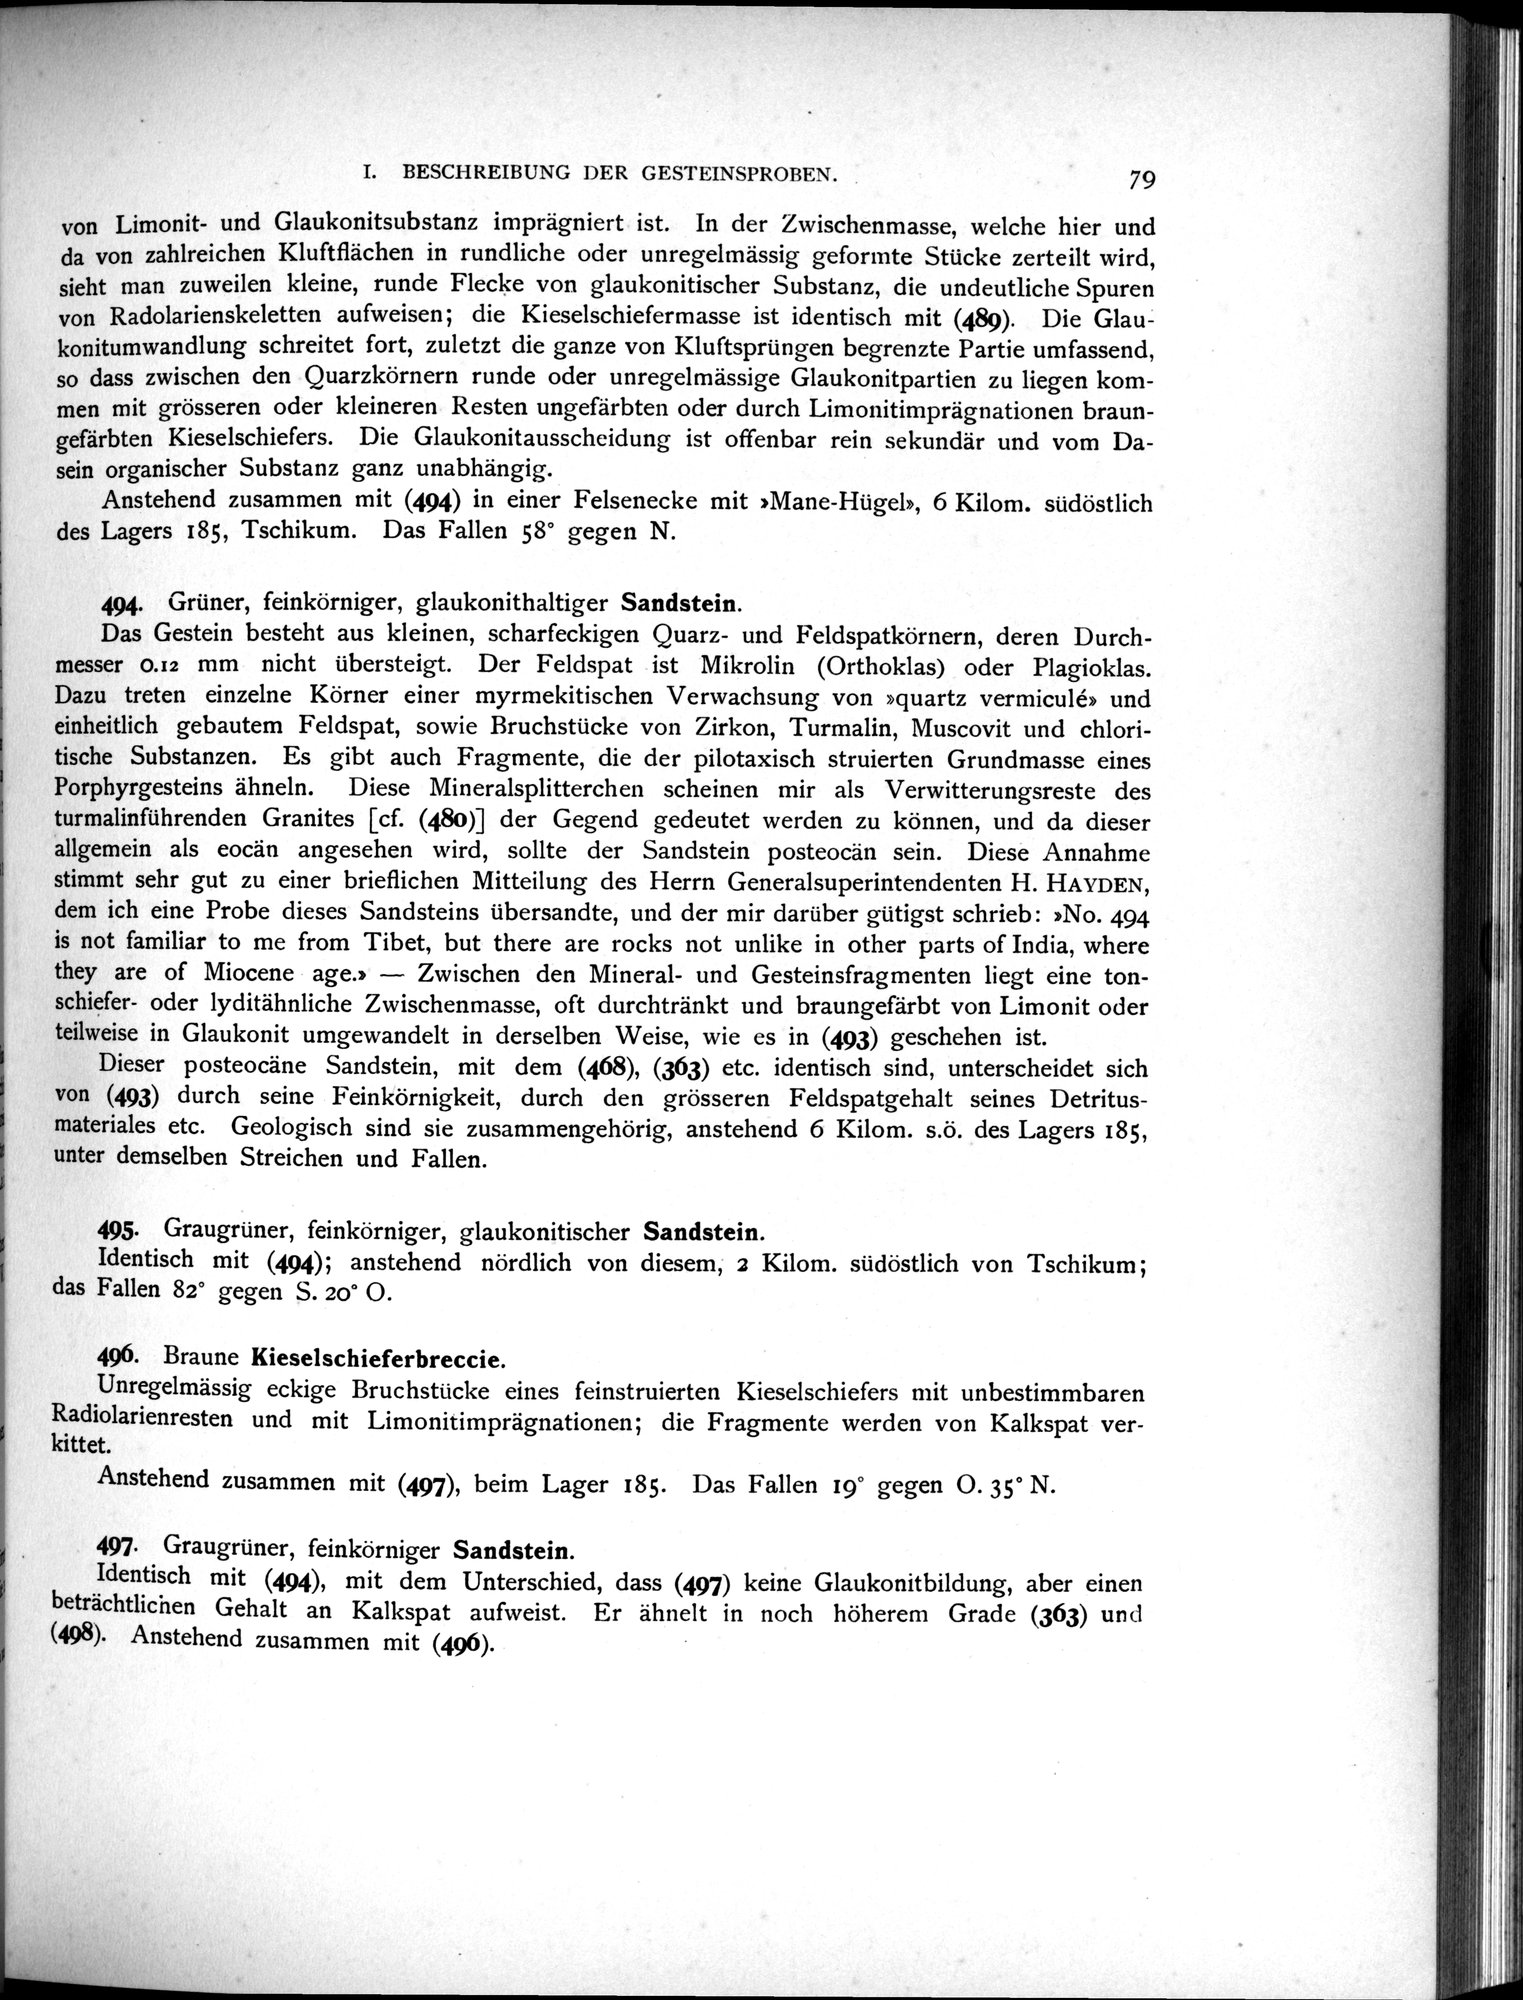 I. BESCHREIBUNG DER GESTEINSPROBEN. 79
von Limonit- und Glaukonitsubstanz imprägniert ist. In der Zwischenmasse, welche hier und
da von zahlreichen Kluftflächen in rundliche oder unregelmässig geformte Stücke zerteilt wird,
sieht man zuweilen kleine, runde Flecke von glaukonitischer Substanz, die undeutliche Spuren
von Radolarienskeletten aufweisen; die Kieselschiefermasse ist identisch mit (489). Die Glau-
konitumwandlung schreitet fort, zuletzt die ganze von Kluftsprüngen begrenzte Partie umfassend,
so dass zwischen den Quarzkörnern runde oder unregelmässige Glaukonitpartien zu liegen kom-
men mit grösseren oder kleineren Resten ungefärbten oder durch Limonitimprägnationen braun-
gefärbten Kieselschiefers. Die Glaukonitausscheidung ist offenbar rein sekundär und vom Da-
sein organischer Substanz ganz unabhängig.
Anstehend zusammen mit (494) in einer Felsenecke mit »Mane-Hügel», 6 Kilom. südöstlich
des Lagers 185, Tschikum. Das Fallen 58° gegen N.
494. Grüner, feinkörniger, glaukonithaltiger Sandstein.
Das Gestein besteht aus kleinen, scharfeckigen Quarz- und Feldspatkörnern, deren Durch-
messer 0.12 mm nicht übersteigt. Der Feldspat ist Mikrolin (Orthoklas) oder Plagioklas.
Dazu treten einzelne Körner einer myrmekitischen Verwachsung von »quartz vermiculé» und
einheitlich gebautem Feldspat, sowie Bruchstücke von Zirkon, Turmalin, Muscovit und chlori-
tische Substanzen. Es gibt auch Fragmente, die der pilotaxisch struierten Grundmasse eines
Porphyrgesteins ähneln. Diese Mineralsplitterchen scheinen mir als Verwitterungsreste des
turmalinführenden Granites [cf. (480)] der Gegend gedeutet werden zu können, und da dieser
allgemein als eocän angesehen wird, sollte der Sandstein posteocän sein. Diese Annahme
stimmt sehr gut zu einer brieflichen Mitteilung des Herrn Generalsuperintendenten H. HAYDEN,
dem ich eine Probe dieses Sandsteins übersandte, und der mir darüber gütigst schrieb: »No. 494
is not familiar to me from Tibet, but there are rocks not unlike in other parts of India, where
they are of Miocene age.» — Zwischen den Mineral- und Gesteinsfragmenten liegt eine ton-
schiefer- oder lyditähnliche Zwischenmasse, oft durchtränkt und braungefärbt von Limonit oder
teilweise in Glaukonit umgewandelt in derselben Weise, wie es in (493) geschehen ist.
Dieser posteocäne Sandstein, mit dem (468), (363) etc. identisch sind, unterscheidet sich
von (493) durch seine Feinkörnigkeit, durch den grösseren Feldspatgehalt seines Detritus-
materiales etc. Geologisch sind sie zusammengehörig, anstehend 6 Kilom. s.ö. des Lagers 185,
unter demselben Streichen und Fallen.
495. Graugrüner, feinkörniger, glaukonitischer Sandstein.
Identisch mit (494); anstehend nördlich von diesem, 2 Kilom. südöstlich von Tschikum;
das Fallen 82° gegen S. 20° O.
496. Braune Kieselschieferbreccie.
Unregelmässig eckige Bruchstücke eines feinstruierten Kieselschiefers mit unbestimmbaren
Radiolarienresten und mit Limonitimprägnationen; die Fragmente werden von Kalkspat ver-
kittet.
Anstehend zusammen mit (497), beim Lager 185. Das Fallen 19° gegen O. 35° N.
497. Graugrüner, feinkörniger Sandstein.
Identisch mit (494), mit dem Unterschied, dass (497) keine Glaukonitbildung, aber einen
beträchtlichen Gehalt an Kalkspat aufweist. Er ähnelt in noch höherem Grade (363) und
(498). Anstehend zusammen mit (496).